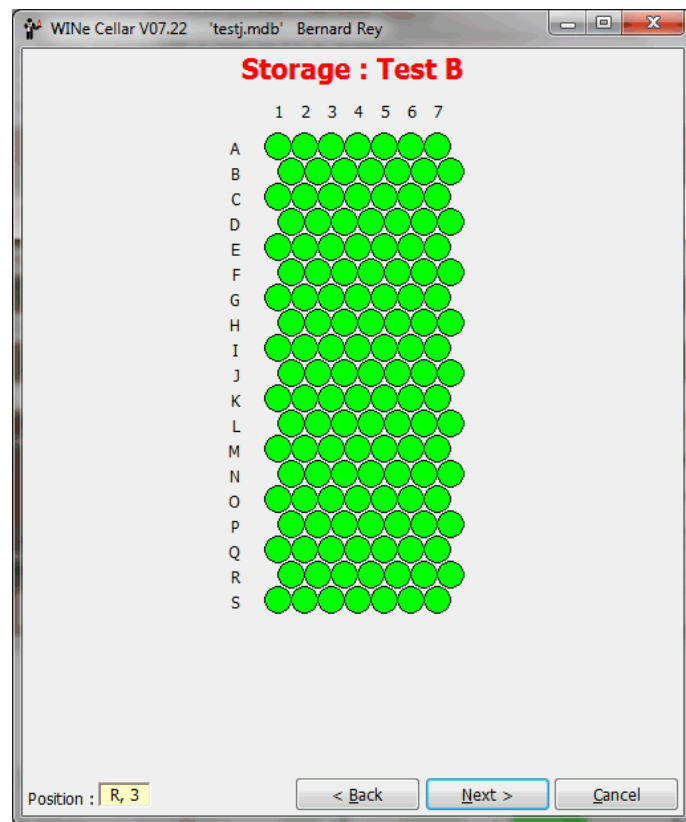 WINe Cellar V07.22 'testj.mdb' Bernard Rey
Storage : Test B
1 2 3 4 5 6 7
A
B
C
D
E
F
G
H
I
J
K
L
M
N
O
P
Q
R
S
Position : R, 3 < Back Next > Cancel